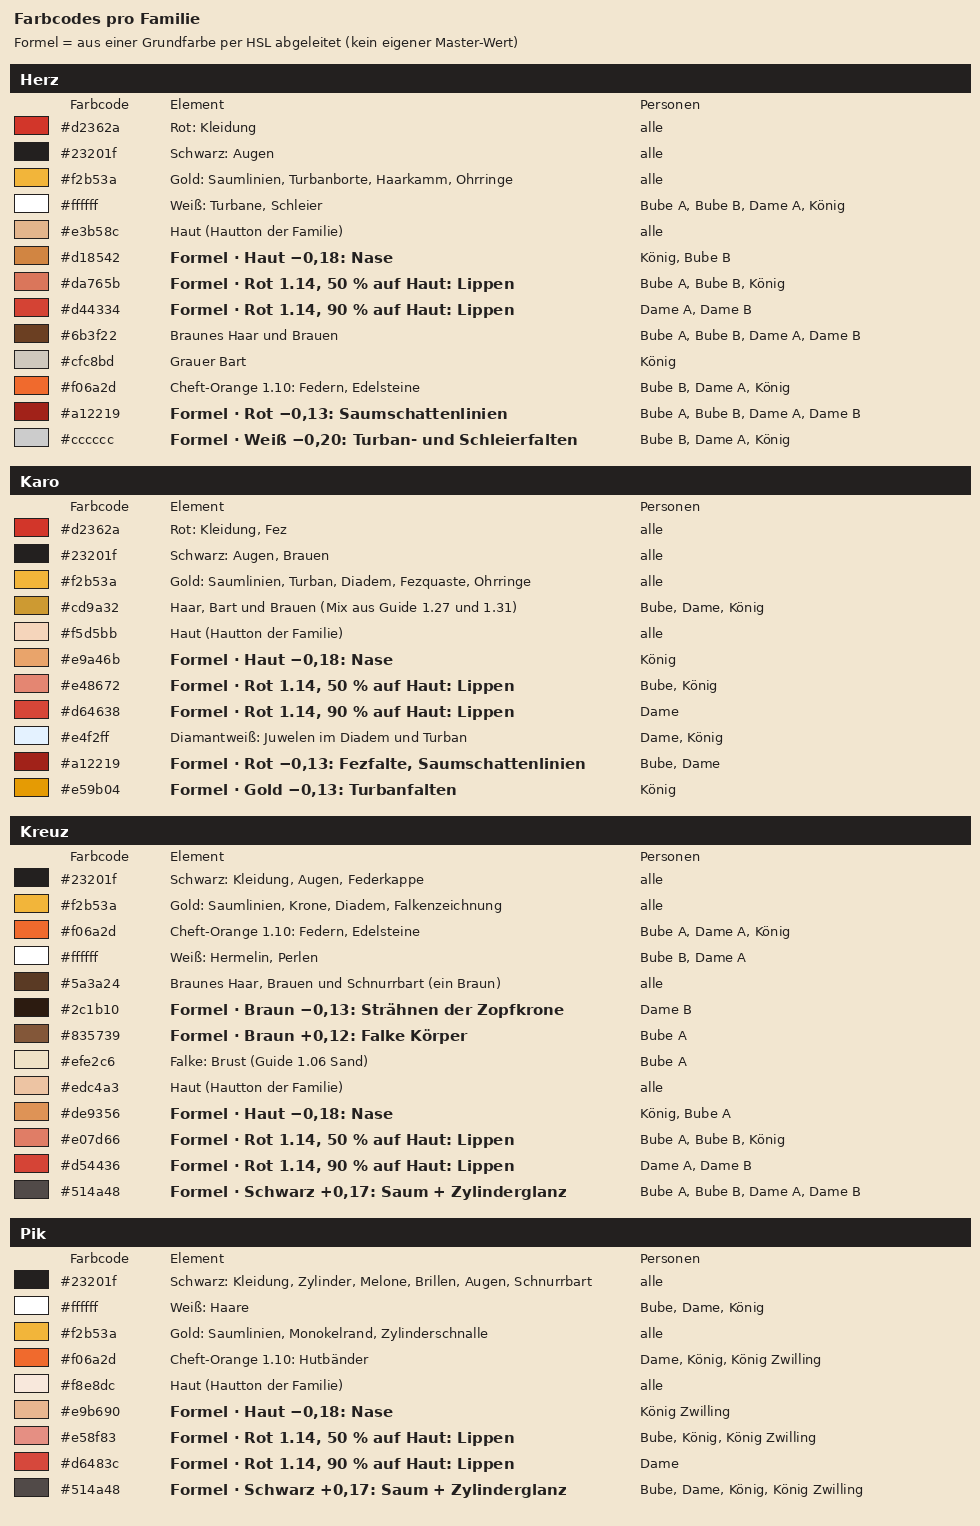 Farbcodes pro Familie
Formel = aus einer Grundfarbe per HSL abgeleitet (kein eigener Master-Wert)
Herz
Farbcode Element Personen
#d2362a Rot: Kleidung alle
#23201f Schwarz: Augen alle
#f2b53a Gold: Saumlinien, Turbanborte, Haarkamm, Ohrringe alle
#ffffff Weiß: Turbane, Schleier Bube A, Bube B, Dame A, König
#e3b58c Haut (Hautton der Familie) alle
#d18542 Formel · Haut −0,18: Nase König, Bube B
#da765b Formel · Rot 1.14, 50 % auf Haut: Lippen Bube A, Bube B, König
#d44334 Formel · Rot 1.14, 90 % auf Haut: Lippen Dame A, Dame B
#6b3f22 Braunes Haar und Brauen Bube A, Bube B, Dame A, Dame B
#cfc8bd Grauer Bart König
#f06a2d Cheft-Orange 1.10: Federn, Edelsteine Bube B, Dame A, König
#a12219 Formel · Rot −0,13: Saumschattenlinien Bube A, Bube B, Dame A, Dame B
#cccccc Formel · Weiß −0,20: Turban- und Schleierfalten Bube B, Dame A, König
Karo
Farbcode Element Personen
#d2362a Rot: Kleidung, Fez alle
#23201f Schwarz: Augen, Brauen alle
#f2b53a Gold: Saumlinien, Turban, Diadem, Fezquaste, Ohrringe alle
#cd9a32 Haar, Bart und Brauen (Mix aus Guide 1.27 und 1.31) Bube, Dame, König
#f5d5bb Haut (Hautton der Familie) alle
#e9a46b Formel · Haut −0,18: Nase König
#e48672 Formel · Rot 1.14, 50 % auf Haut: Lippen Bube, König
#d64638 Formel · Rot 1.14, 90 % auf Haut: Lippen Dame
#e4f2ff Diamantweiß: Juwelen im Diadem und Turban Dame, König
#a12219 Formel · Rot −0,13: Fezfalte, Saumschattenlinien Bube, Dame
#e59b04 Formel · Gold −0,13: Turbanfalten König
Kreuz
Farbcode Element Personen
#23201f Schwarz: Kleidung, Augen, Federkappe alle
#f2b53a Gold: Saumlinien, Krone, Diadem, Falkenzeichnung alle
#f06a2d Cheft-Orange 1.10: Federn, Edelsteine Bube A, Dame A, König
#ffffff Weiß: Hermelin, Perlen Bube B, Dame A
#5a3a24 Braunes Haar, Brauen und Schnurrbart (ein Braun) alle
#2c1b10 Formel · Braun −0,13: Strähnen der Zopfkrone Dame B
#835739 Formel · Braun +0,12: Falke Körper Bube A
#efe2c6 Falke: Brust (Guide 1.06 Sand) Bube A
#edc4a3 Haut (Hautton der Familie) alle
#de9356 Formel · Haut −0,18: Nase König, Bube A
#e07d66 Formel · Rot 1.14, 50 % auf Haut: Lippen Bube A, Bube B, König
#d54436 Formel · Rot 1.14, 90 % auf Haut: Lippen Dame A, Dame B
#514a48 Formel · Schwarz +0,17: Saum + Zylinderglanz Bube A, Bube B, Dame A, Dame B
Pik
Farbcode Element Personen
#23201f Schwarz: Kleidung, Zylinder, Melone, Brillen, Augen, Schnurrbart alle
#ffffff Weiß: Haare Bube, Dame, König
#f2b53a Gold: Saumlinien, Monokelrand, Zylinderschnalle alle
#f06a2d Cheft-Orange 1.10: Hutbänder Dame, König, König Zwilling
#f8e8dc Haut (Hautton der Familie) alle
#e9b690 Formel · Haut −0,18: Nase König Zwilling
#e58f83 Formel · Rot 1.14, 50 % auf Haut: Lippen Bube, König, König Zwilling
#d6483c Formel · Rot 1.14, 90 % auf Haut: Lippen Dame
#514a48 Formel · Schwarz +0,17: Saum + Zylinderglanz Bube, Dame, König, König Zwilling